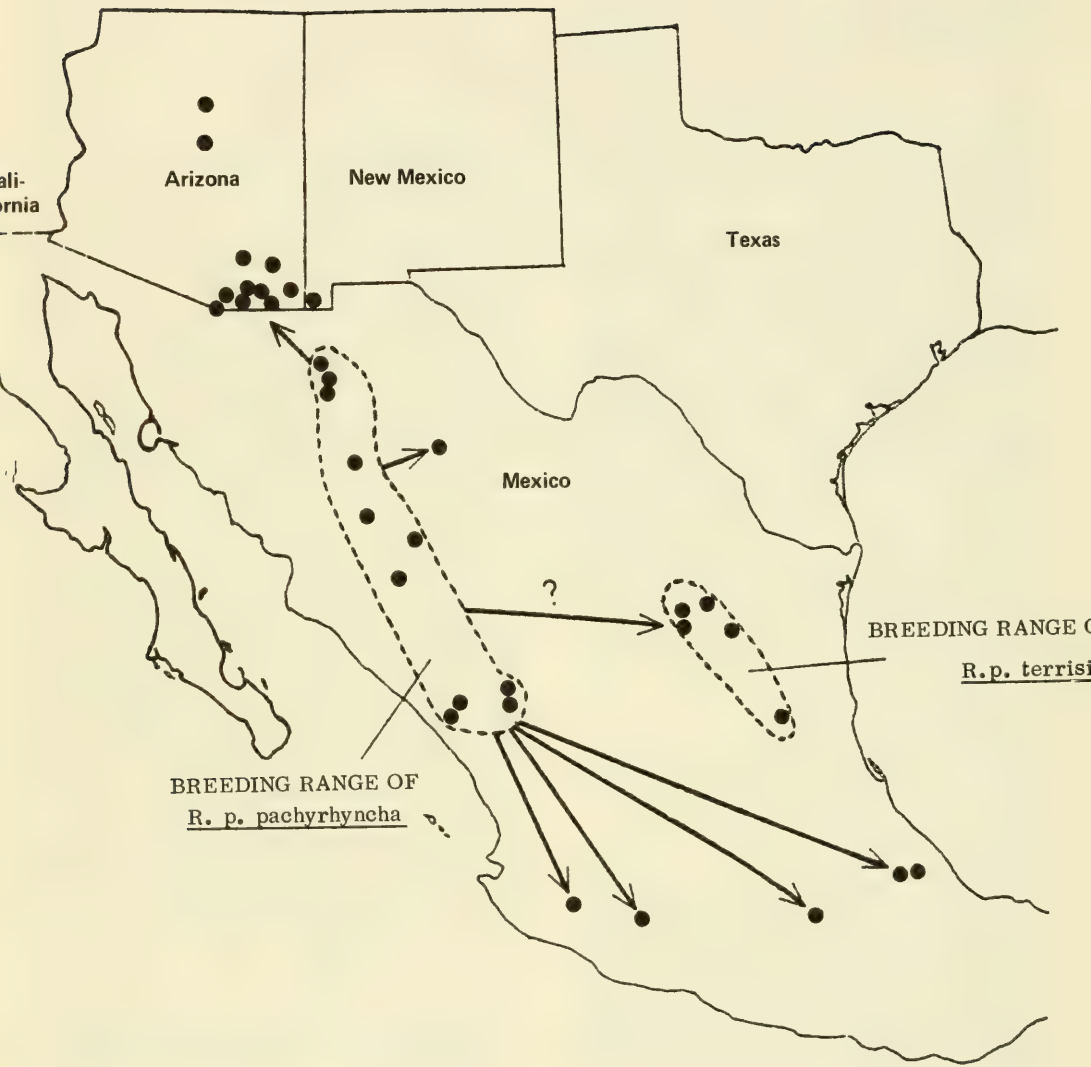 ali-
ornia
Arizona
New Mexico
Texas
Mexico
?
BREEDING RANGE O
R.p. terrisi
BREEDING RANGE OF
R. p. pachyrhyncha